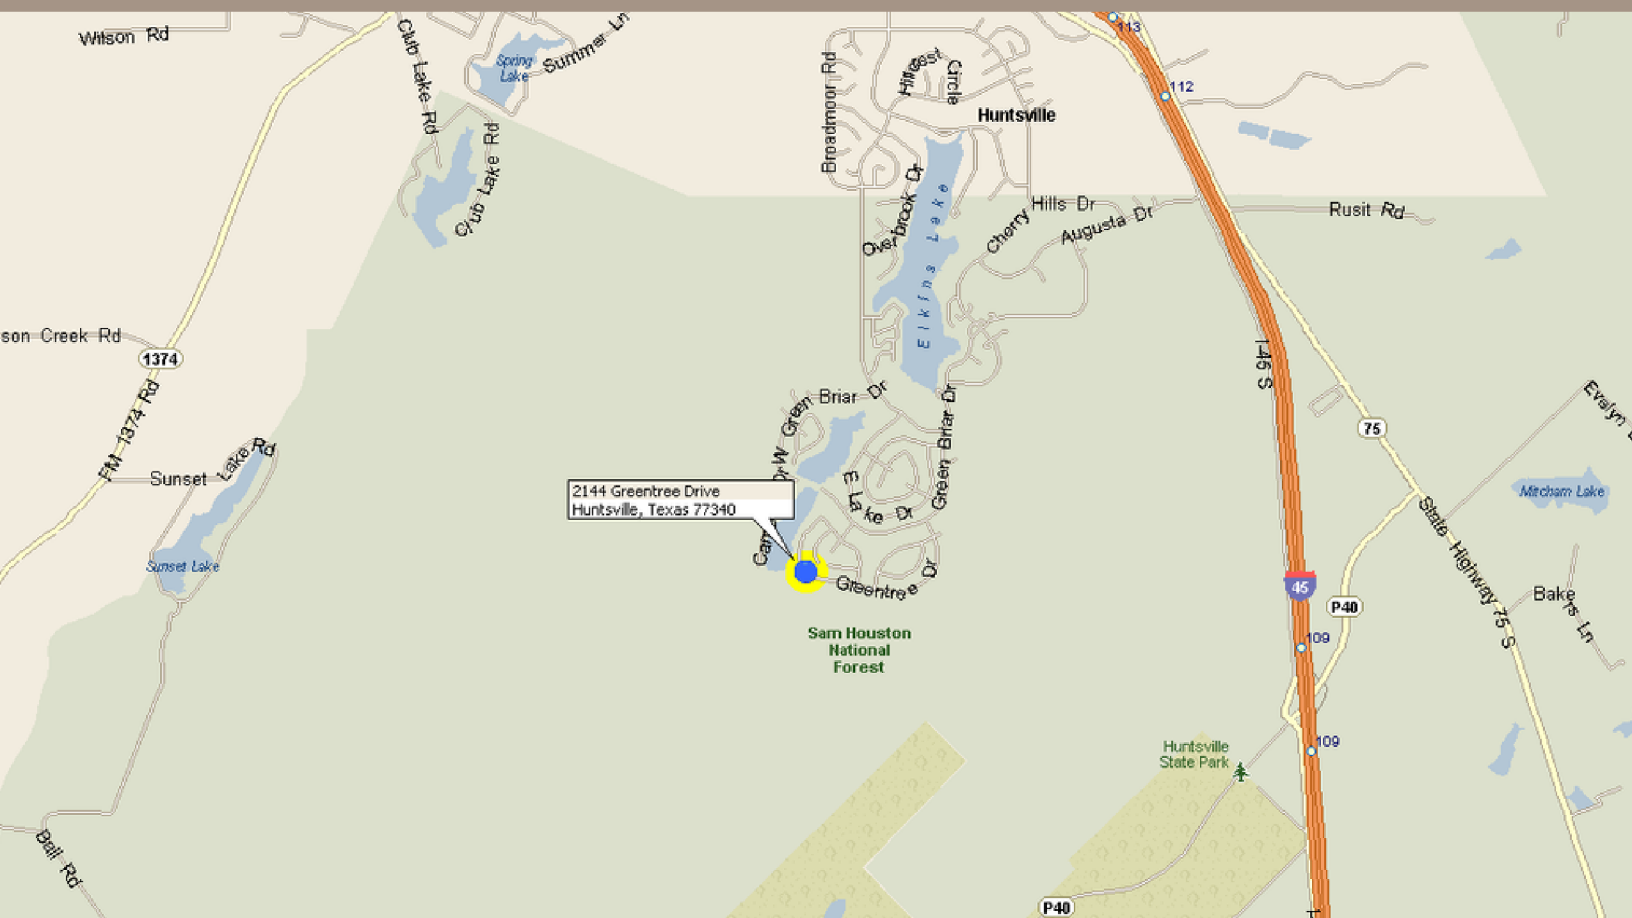 Wilson Rd
Club Lake Rd
Spring
Lake
Summer Ln
Broadmoor Rd
Circle
Huntsville
113
112
Club Lake Rd
Overbrook Dr
Elkins Lake
Cherry Hills Dr
Augusta Dr
Rusit Rd
son Creek Rd
1374
FM 1374 Rd
I-45 S
Green Briar Dr
Green Briar Dr
Dr W
75
Evelyn
Sunset Lake Rd
2144 Greentree Drive
Huntsville, Texas 77340
E Lake Dr
Mitcham Lake
State Highway 75 S
Sunset Lake
Cam
Greentree Dr
45
P40
Bakers Ln
109
Sam Houston
National
Forest
109
Huntsville
State Park
Ball Rd
P40